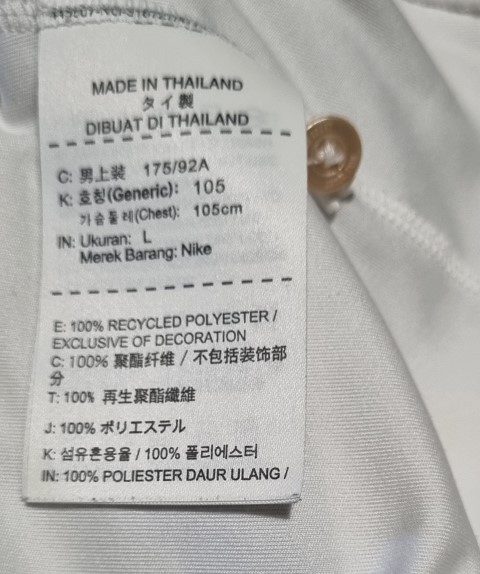 MADE IN THAILAND
タイ製
DIBUAT DI THAILAND
C: 男上装 175/92A
K: 호칭(Generic): 105
가슴둘레(Chest): 105cm
IN: Ukuran: L
Merek Barang: Nike
E: 100% RECYCLED POLYESTER /
EXCLUSIVE OF DECORATION
C: 100% 聚酯纤维 / 不包括装饰部
分
T: 100% 再生聚酯纖維
J: 100% ポリエステル
K: 섬유혼용율 / 100% 폴리에스터
IN: 100% POLIESTER DAUR ULANG /